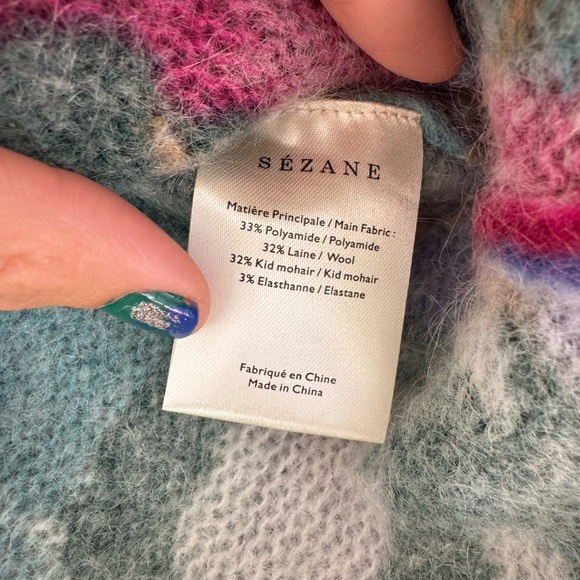 SÉZANE
Matière Principale / Main Fabric :
33% Polyamide / Polyamide
32% Laine / Wool
32% Kid mohair / Kid mohair
3% Elasthanne / Elastane
Fabriqué en Chine
Made in China